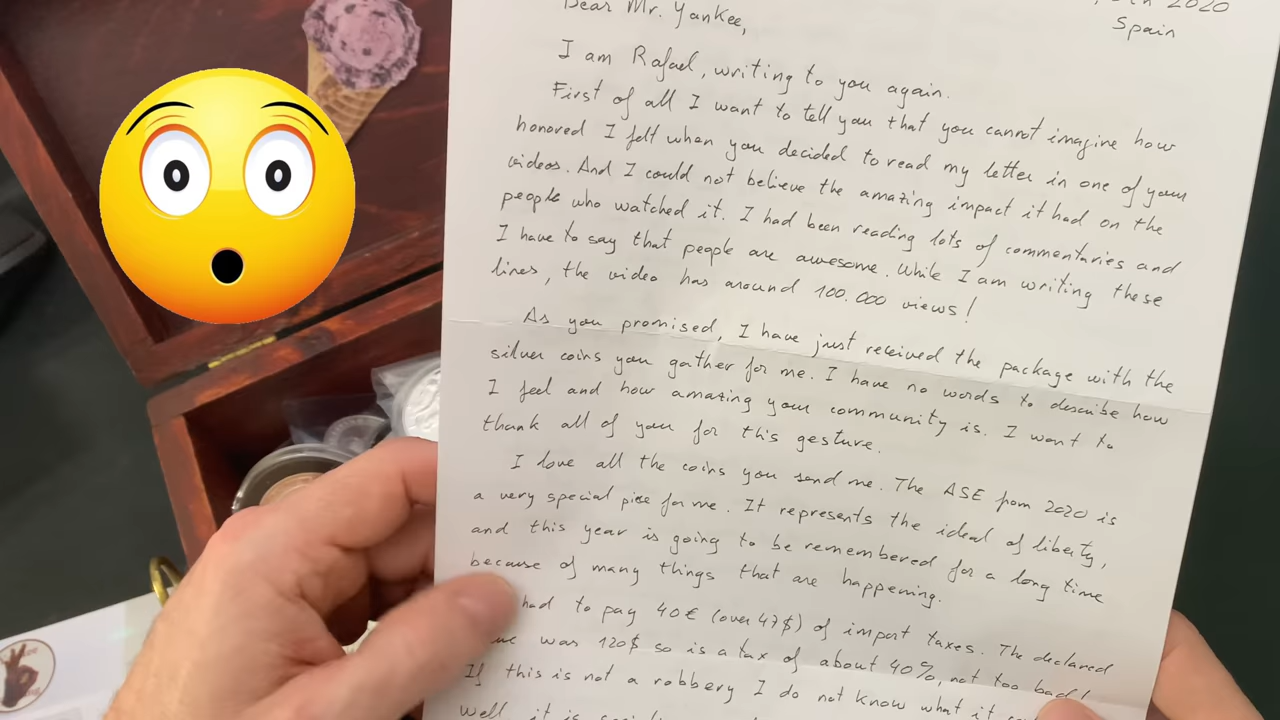 2020
Spain
Dear Mr. Yankee,
I am Rafael, writing to you again.
First of all I want to tell you that you cannot imagine how
honored I felt when you decided to read my letter in one of your
videos. And I could not believe the amazing impact it had on the
people who watched it. I had been reading lots of commentaries and
I have to say that people are awesome. While I am writing these
lines, the video has around 100.000 views!
As you promised, I have just received the package with the
silver coins you gather for me. I have no words to describe how
I feel and how amazing your community is. I want to
thank all of you for this gesture.
I love all the coins you send me. The ASE from 2020 is
a very special piece for me. It represents the ideal of liberty,
and this year is going to be remembered for a long time
because of many things that are happening.
had to pay 40€ (over 47$) of import taxes. The declared
was 120$ so is a tax of about 40%, not too bad!
If this is not a robbery I do not know what it
Well, it is